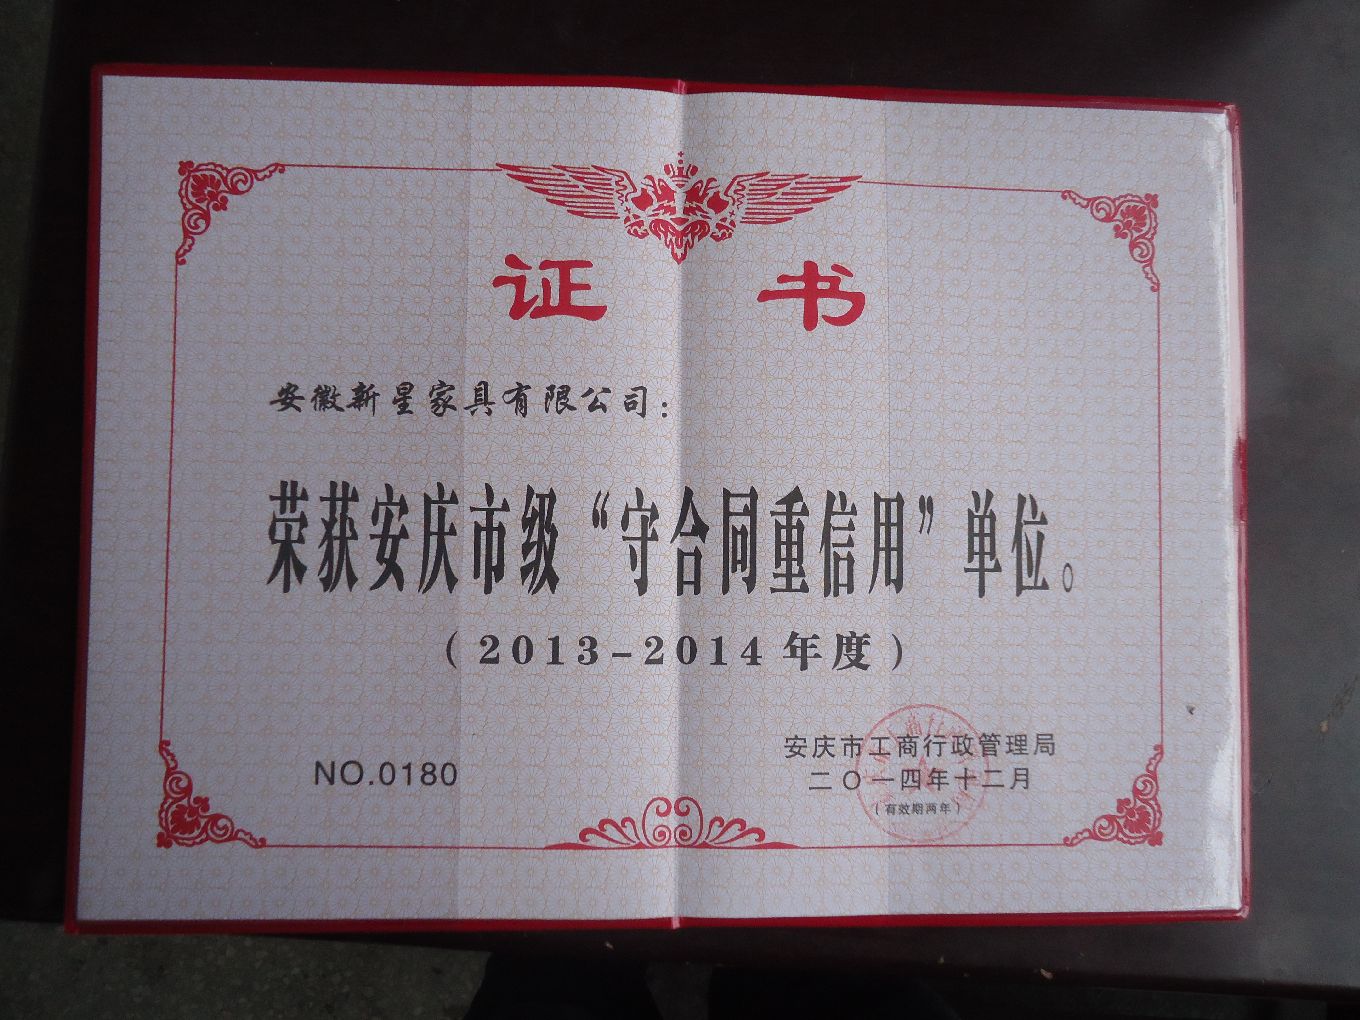 证 书
安徽新星家具有限公司：
荣获安庆市级“守合同重信用”单位。
（2013-2014年度）
NO.0180
安庆市工商行政管理局
二〇一四年十二月
（有效期两年）